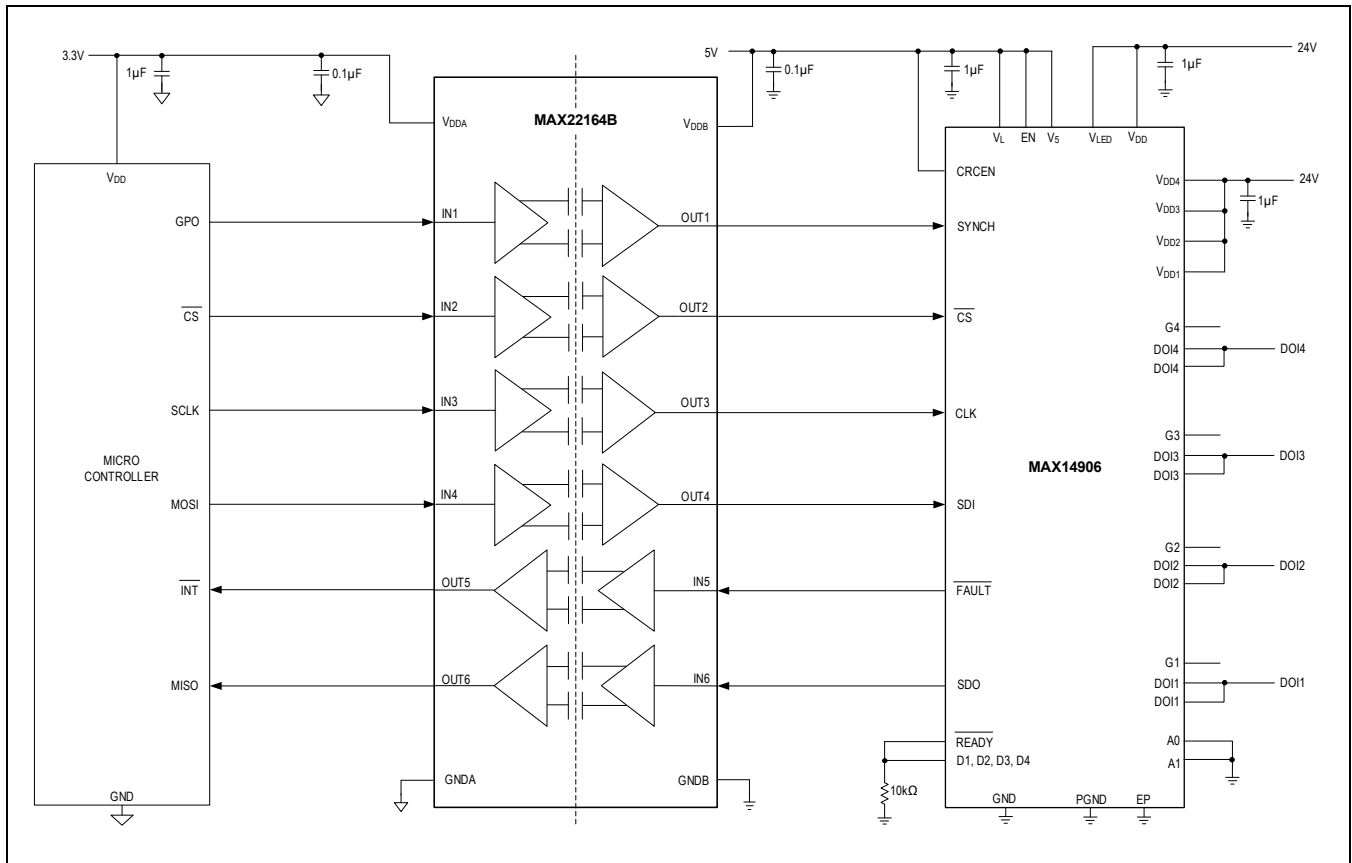 3.3V
1µF
0.1µF
5V
0.1µF
1µF
24V
1µF
MAX22164B
VDDA
VDDB
VL
EN
V5
VLED
VDD
VDD
CRCEN
VDD4
24V
1µF
VDD3
VDD2
VDD1
GPO
IN1
OUT1
SYNCH
CS
IN2
OUT2
CS
G4
DOI4
DOI4
DOI4
SCLK
IN3
OUT3
CLK
G3
DOI3
DOI3
DOI3
MICRO
CONTROLLER
MAX14906
MOSI
IN4
OUT4
SDI
G2
DOI2
DOI2
DOI2
INT
OUT5
IN5
FAULT
G1
DOI1
DOI1
DOI1
MISO
OUT6
IN6
SDO
READY
D1, D2, D3, D4
A0
A1
GNDA
GNDB
10kΩ
GND
GND
PGND
EP